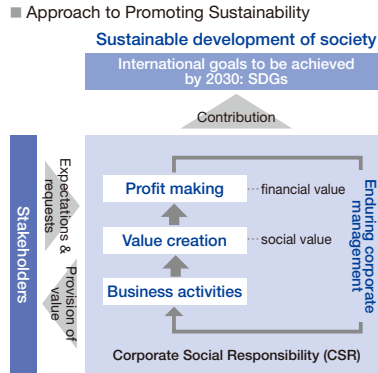 ■ Approach to Promoting Sustainability
Sustainable development of society
International goals to be achieved
by 2030: SDGs
Contribution
Stakeholders
Expectations &
requests
Provision of
value
Profit making
financial value
Value creation
social value
Business activities
Enduring corporate
management
Corporate Social Responsibility (CSR)